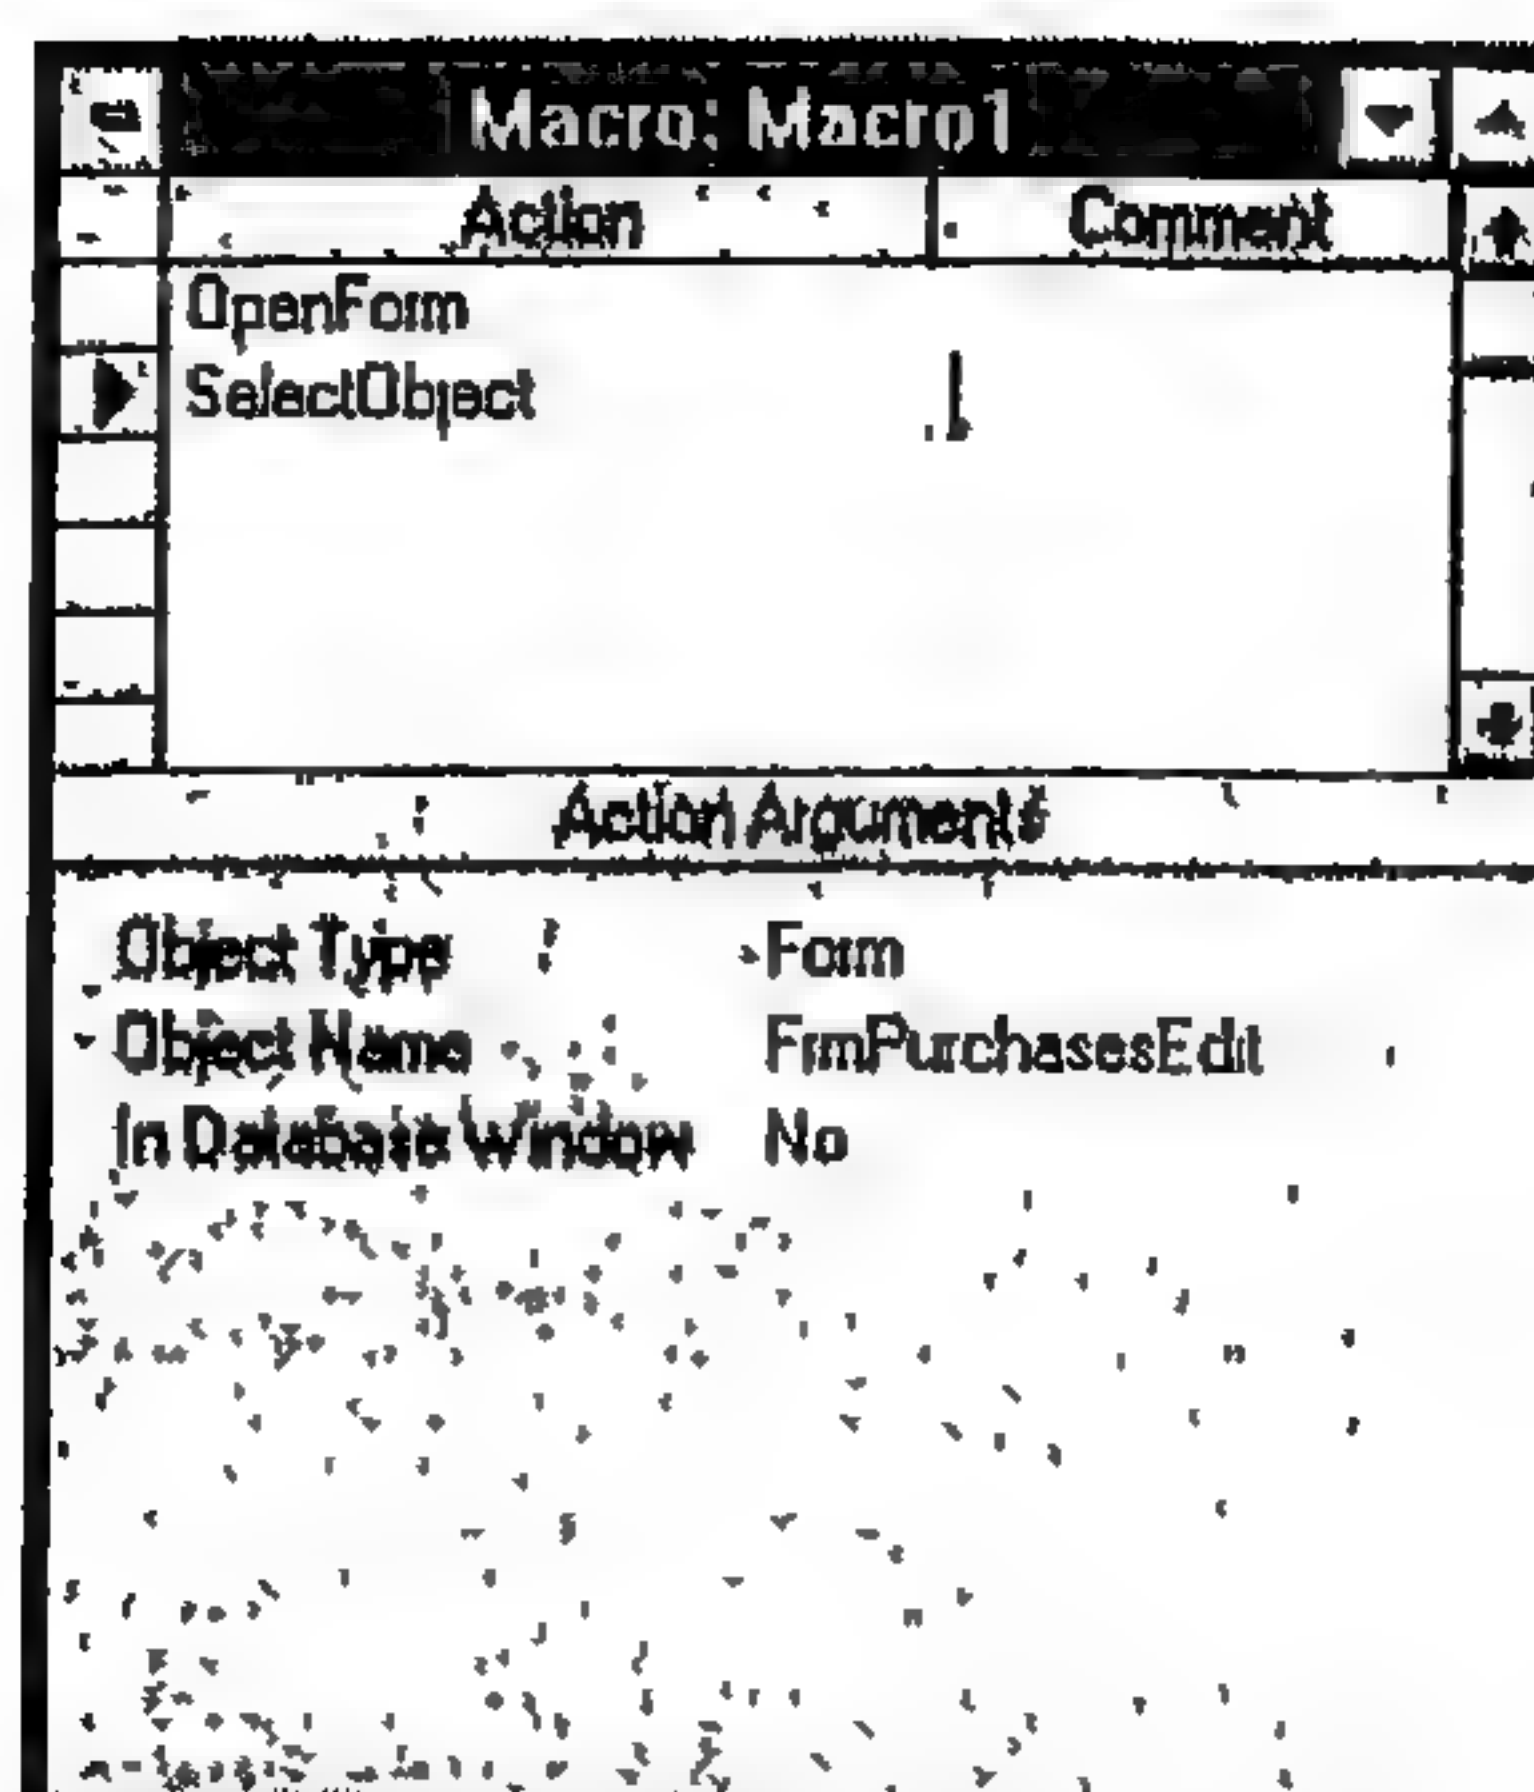 Macro: Macro1
Action Comment
OpenForm
SelectObject
Action Arguments
Object Type Form
Object Name FrmPurchasesEdit
In Database Window No